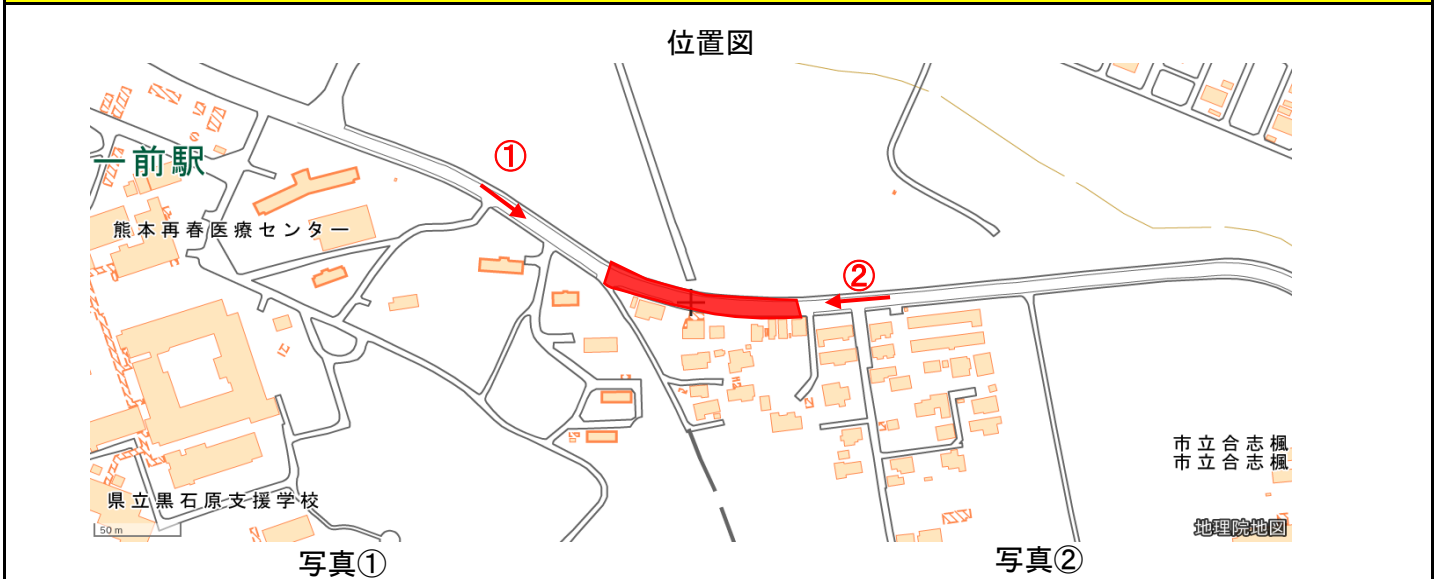 位置図
①
一前駅
熊本再春医療センター
②
市立合志楓
市立合志楓
県立黒石原支援学校
50 m
地理院地図
写真①
写真②